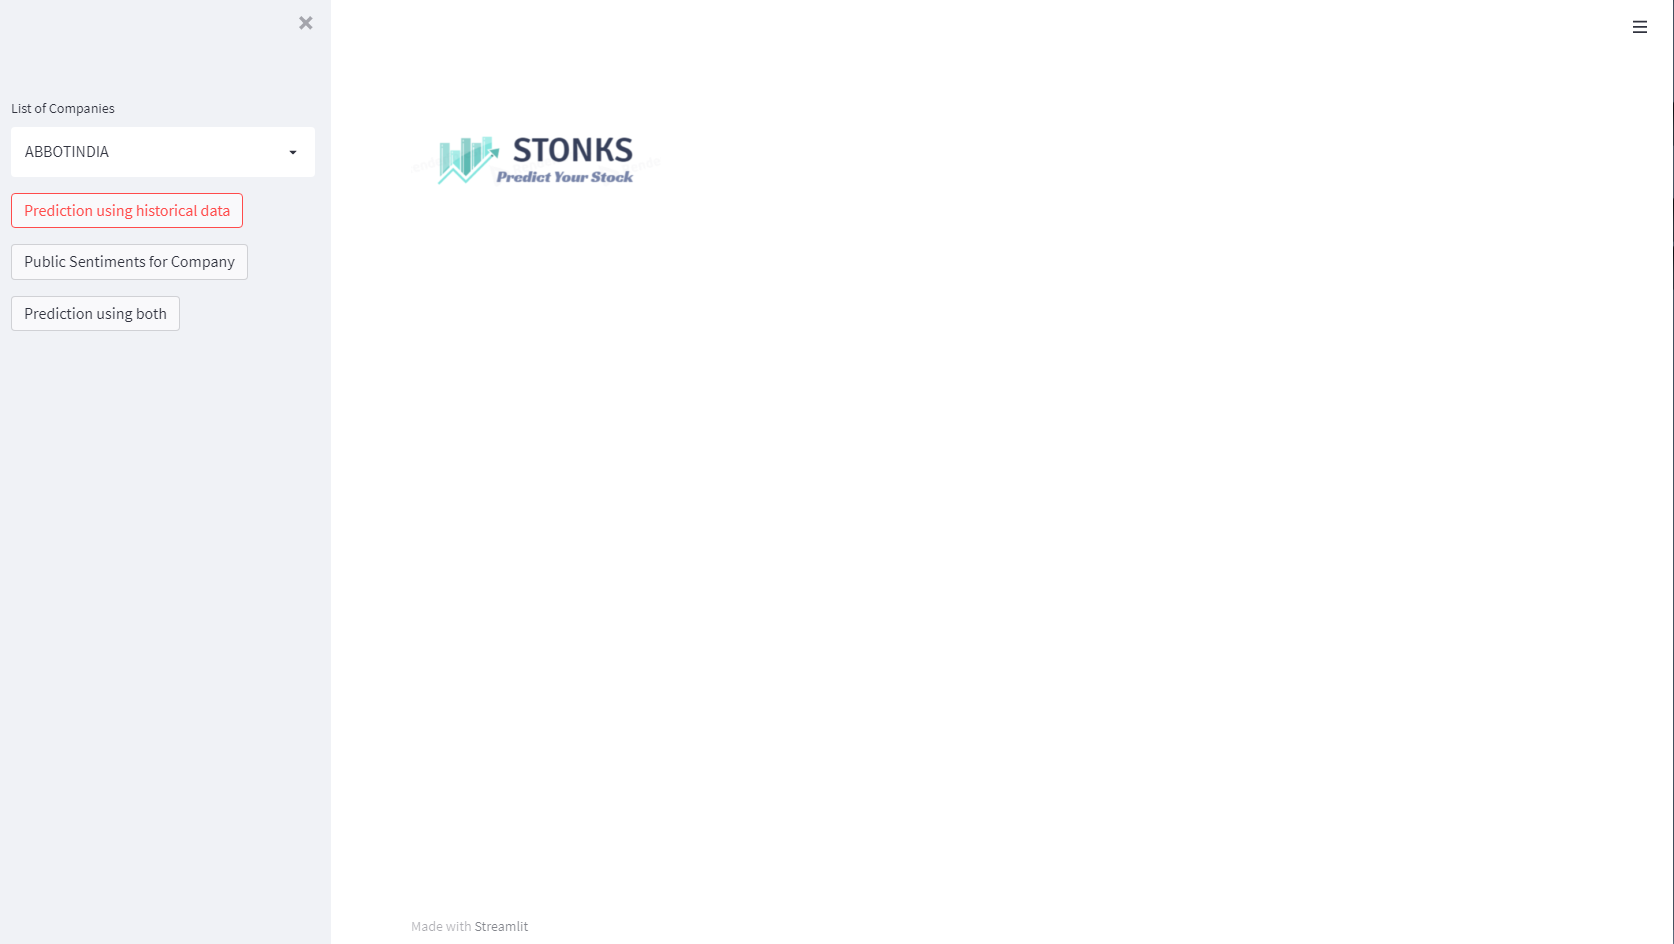 List of Companies
ABBOTINDIA
Prediction using historical data
Public Sentiments for Company
Prediction using both
STONKS
Predict Your Stock
Made with Streamlit